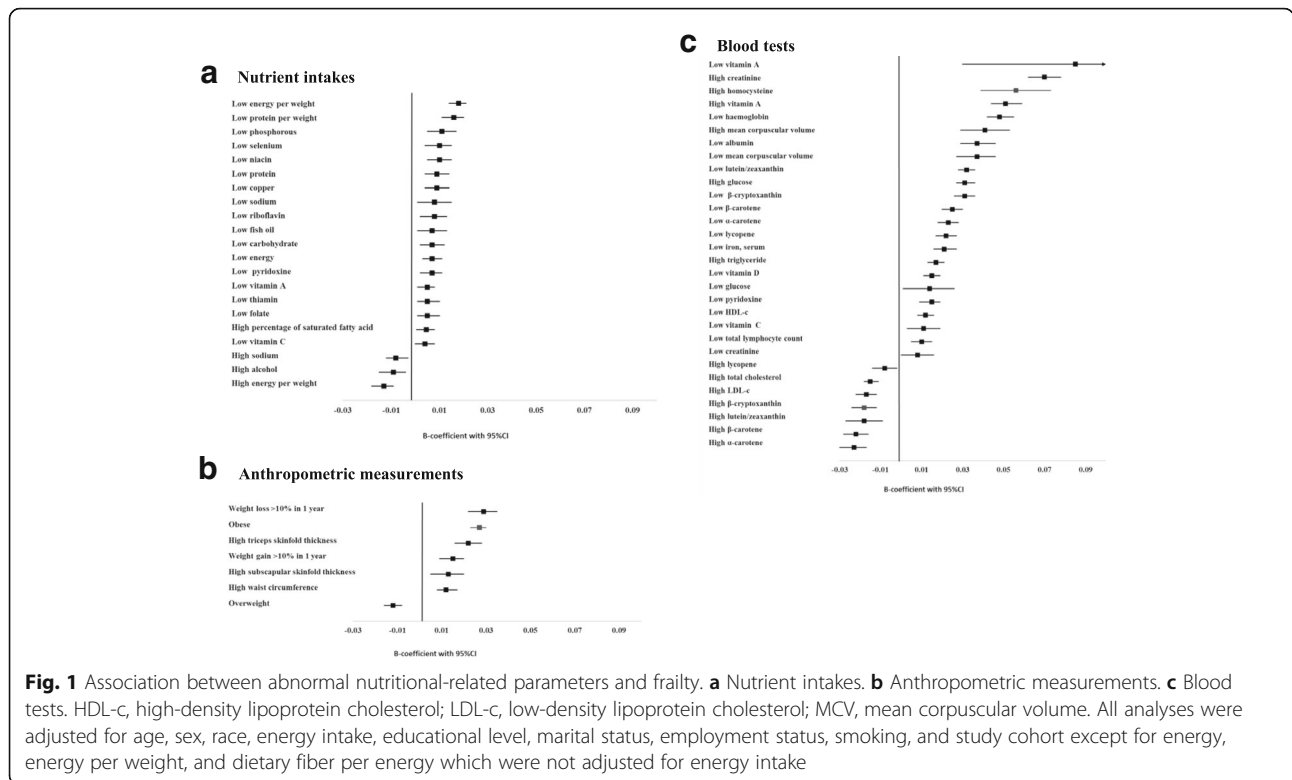 a Nutrient intakes
Low energy per weight
Low protein per weight
Low phosphorous
Low selenium
Low niacin
Low protein
Low copper
Low sodium
Low riboflavin
Low fish oil
Low carbohydrate
Low energy
Low pyridoxine
Low vitamin A
Low thiamin
Low folate
High percentage of saturated fatty acid
Low vitamin C
High sodium
High alcohol
High energy per weight
-0.03 -0.01 0.01 0.03 0.05 0.07 0.09
B-coefficient with 95%CI
b Anthropometric measurements
Weight loss >10% in 1 year
Obese
High triceps skinfold thickness
Weight gain >10% in 1 year
High subscapular skinfold thickness
High waist circumference
Overweight
-0.03 -0.01 0.01 0.03 0.05 0.07 0.09
B-coefficient with 95%CI
c Blood tests
Low vitamin A
High creatinine
High homocysteine
High vitamin A
Low haemoglobin
High mean corpuscular volume
Low albumin
Low mean corpuscular volume
Low lutein/zeaxanthin
High glucose
Low β-cryptoxanthin
Low β-carotene
Low α-carotene
Low lycopene
Low iron, serum
High triglyceride
Low vitamin D
Low glucose
Low pyridoxine
Low HDL-c
Low vitamin C
Low total lymphocyte count
Low creatinine
High lycopene
High total cholesterol
High LDL-c
High β-cryptoxanthin
High lutein/zeaxanthin
High β-carotene
High α-carotene
-0.03 -0.01 0.01 0.03 0.05 0.07 0.09
B-coefficient with 95%CI
Fig. 1 Association between abnormal nutritional-related parameters and frailty. a Nutrient intakes. b Anthropometric measurements. c Blood
tests. HDL-c, high-density lipoprotein cholesterol; LDL-c, low-density lipoprotein cholesterol; MCV, mean corpuscular volume. All analyses were
adjusted for age, sex, race, energy intake, educational level, marital status, employment status, smoking, and study cohort except for energy,
energy per weight, and dietary fiber per energy which were not adjusted for energy intake